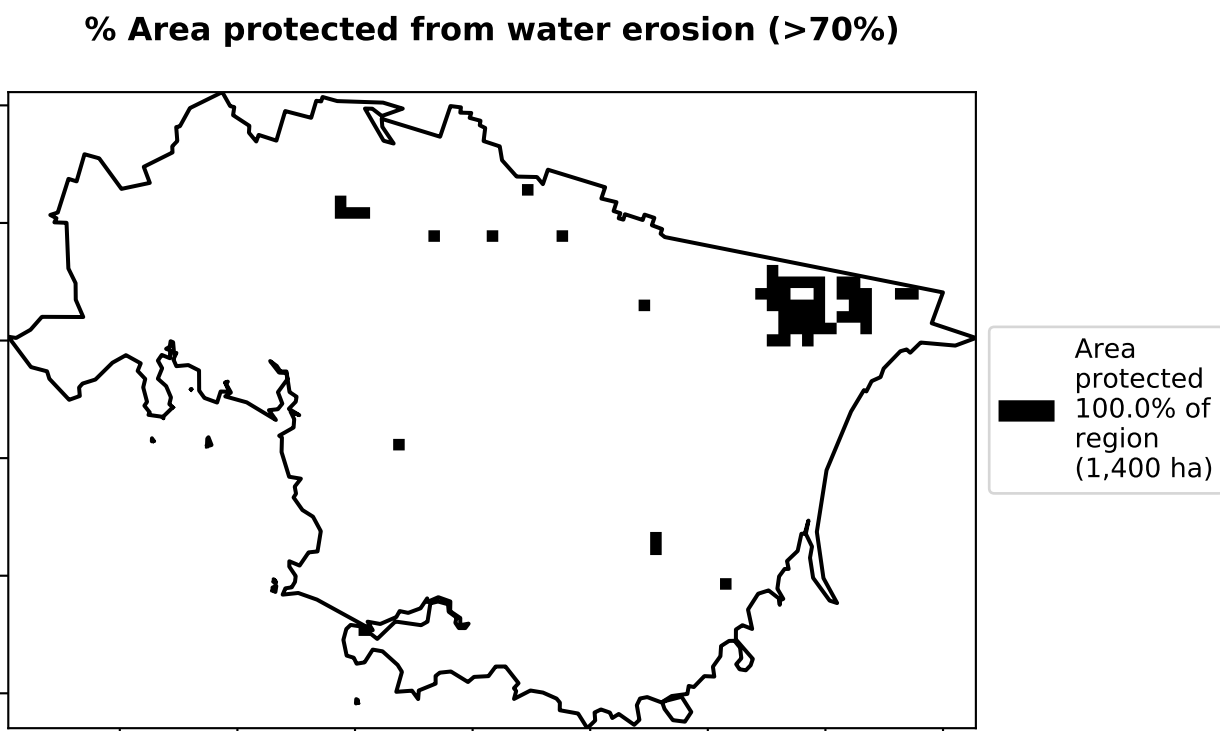 % Area protected from water erosion (>70%)
Area
protected
100.0% of
region
(1,400 ha)